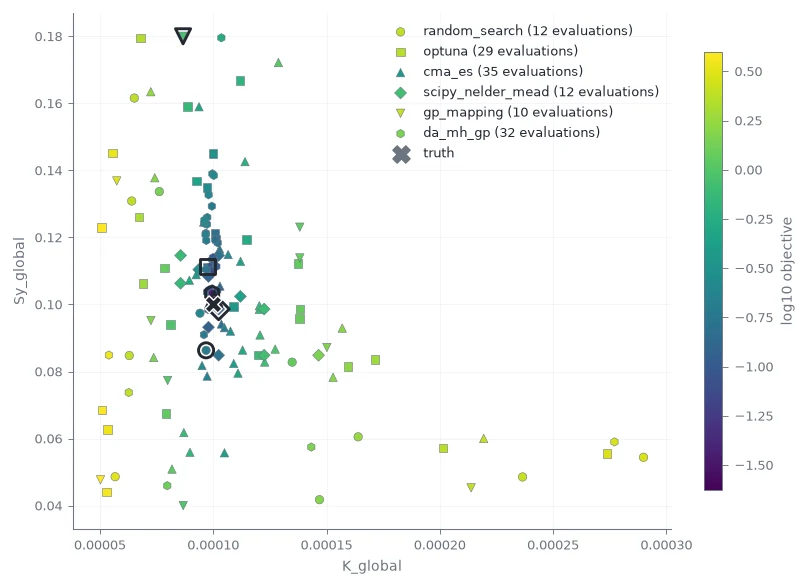 random_search (12 evaluations)
optuna (29 evaluations)
cma_es (35 evaluations)
scipy_nelder_mead (12 evaluations)
gp_mapping (10 evaluations)
da_mh_gp (32 evaluations)
truth
0.18
0.16
0.14
0.12
0.10
0.08
0.06
0.04
Sy_global
0.00005
0.00010
0.00015
0.00020
0.00025
0.00030
K_global
0.50
0.25
0.00
−0.25
−0.50
−0.75
−1.00
−1.25
−1.50
log10 objective